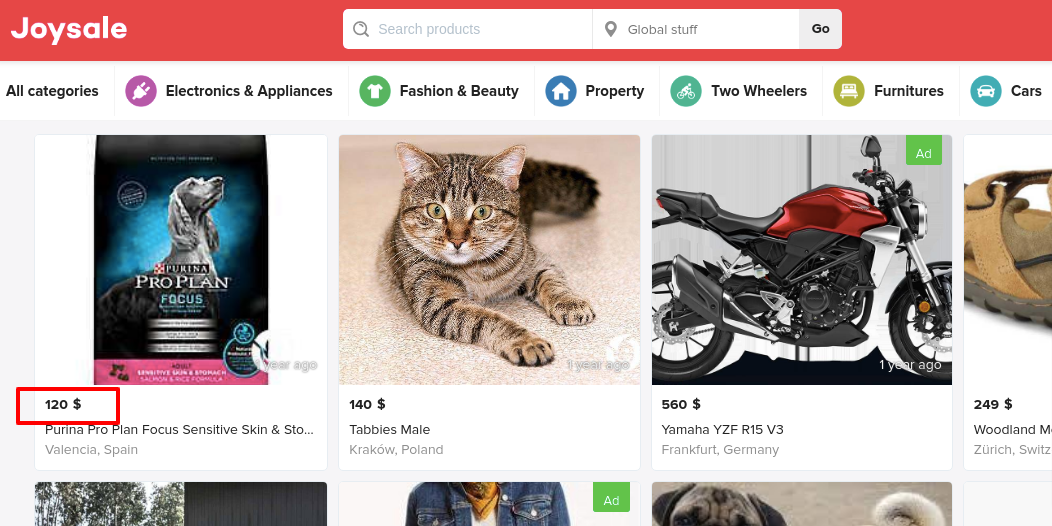 Joysale
Search products
Global stuff
Go
All categories
Electronics & Appliances
Fashion & Beauty
Property
Two Wheelers
Furnitures
Cars
PURINA
PRO PLAN
FOCUS
ADULT
SENSITIVE SKIN & STOMACH
SALMON & RICE FORMULA
year ago
120 $
Purina Pro Plan Focus Sensitive Skin & Sto...
Valencia, Spain
1 year ago
140 $
Tabbies Male
Kraków, Poland
Ad
1 year ago
560 $
Yamaha YZF R15 V3
Frankfurt, Germany
249 $
Woodland M
Zürich, Switz
Ad